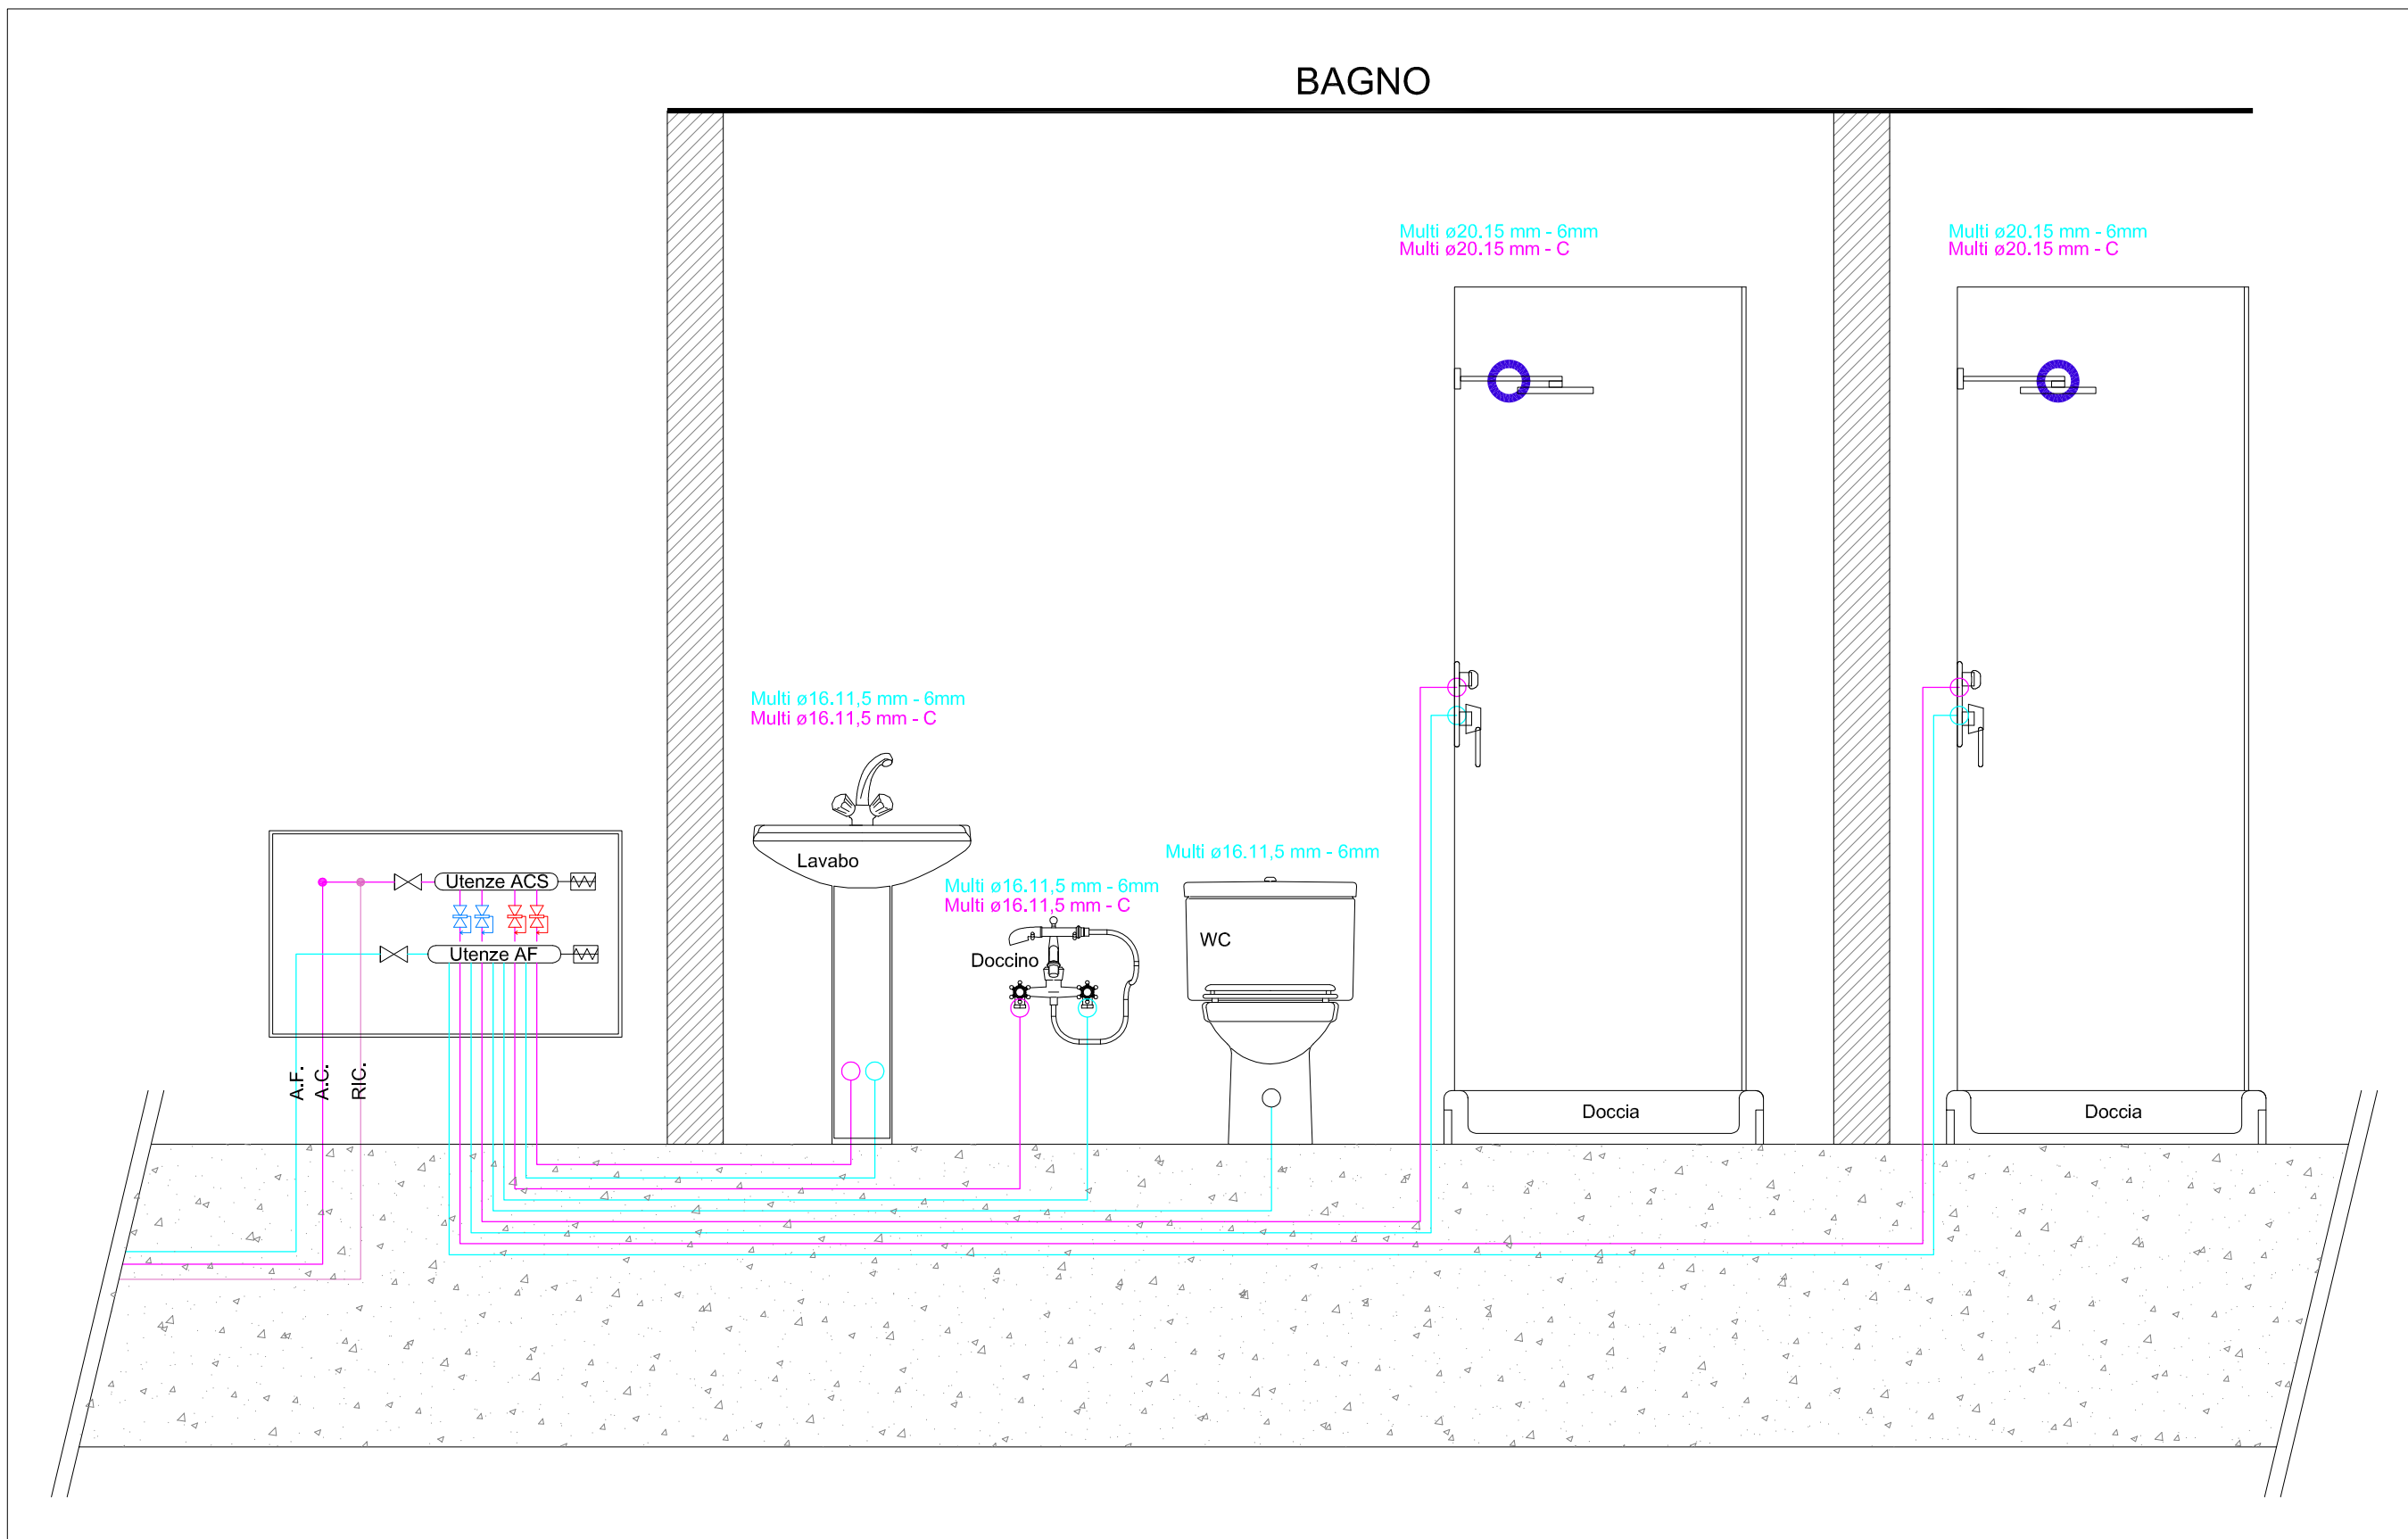 BAGNO
Multi ø20.15 mm - 6mm
Multi ø20.15 mm - C
Multi ø20.15 mm - 6mm
Multi ø20.15 mm - C
Multi ø16.11,5 mm - 6mm
Multi ø16.11,5 mm - C
Lavabo
Multi ø16.11,5 mm - 6mm
Multi ø16.11,5 mm - 6mm
Multi ø16.11,5 mm - C
Utenze ACS
WC
Utenze AF
Doccino
A.F.
A.C.
RIC.
Doccia
Doccia